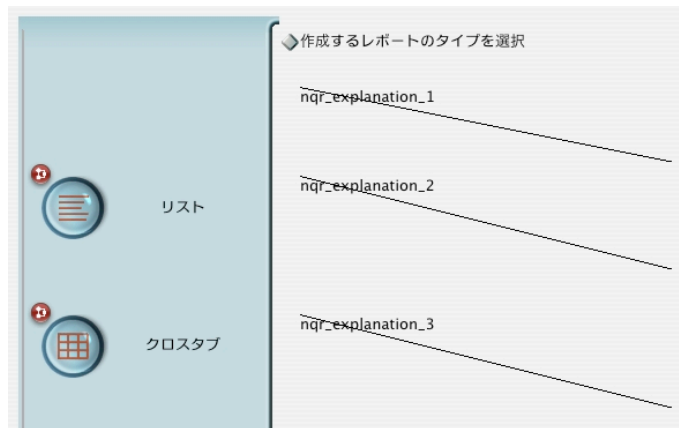 作成するレポートのタイプを選択
nqr_explanation_1
nqr_explanation_2
リスト
nqr_explanation_3
クロスタブ